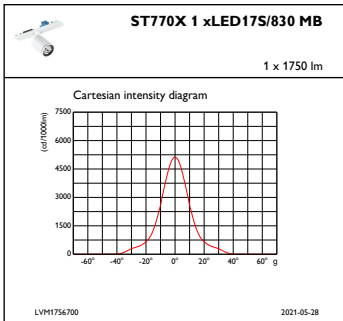 ST770X 1 xLED17S/830 MB
1 x 1750 lm
Cartesian intensity diagram
(cd/1000lm)
7500
6000
4500
3000
1500
0
-60° -40° -20° 0° 20° 40° 60° g
LVM1756700 2021-05-28